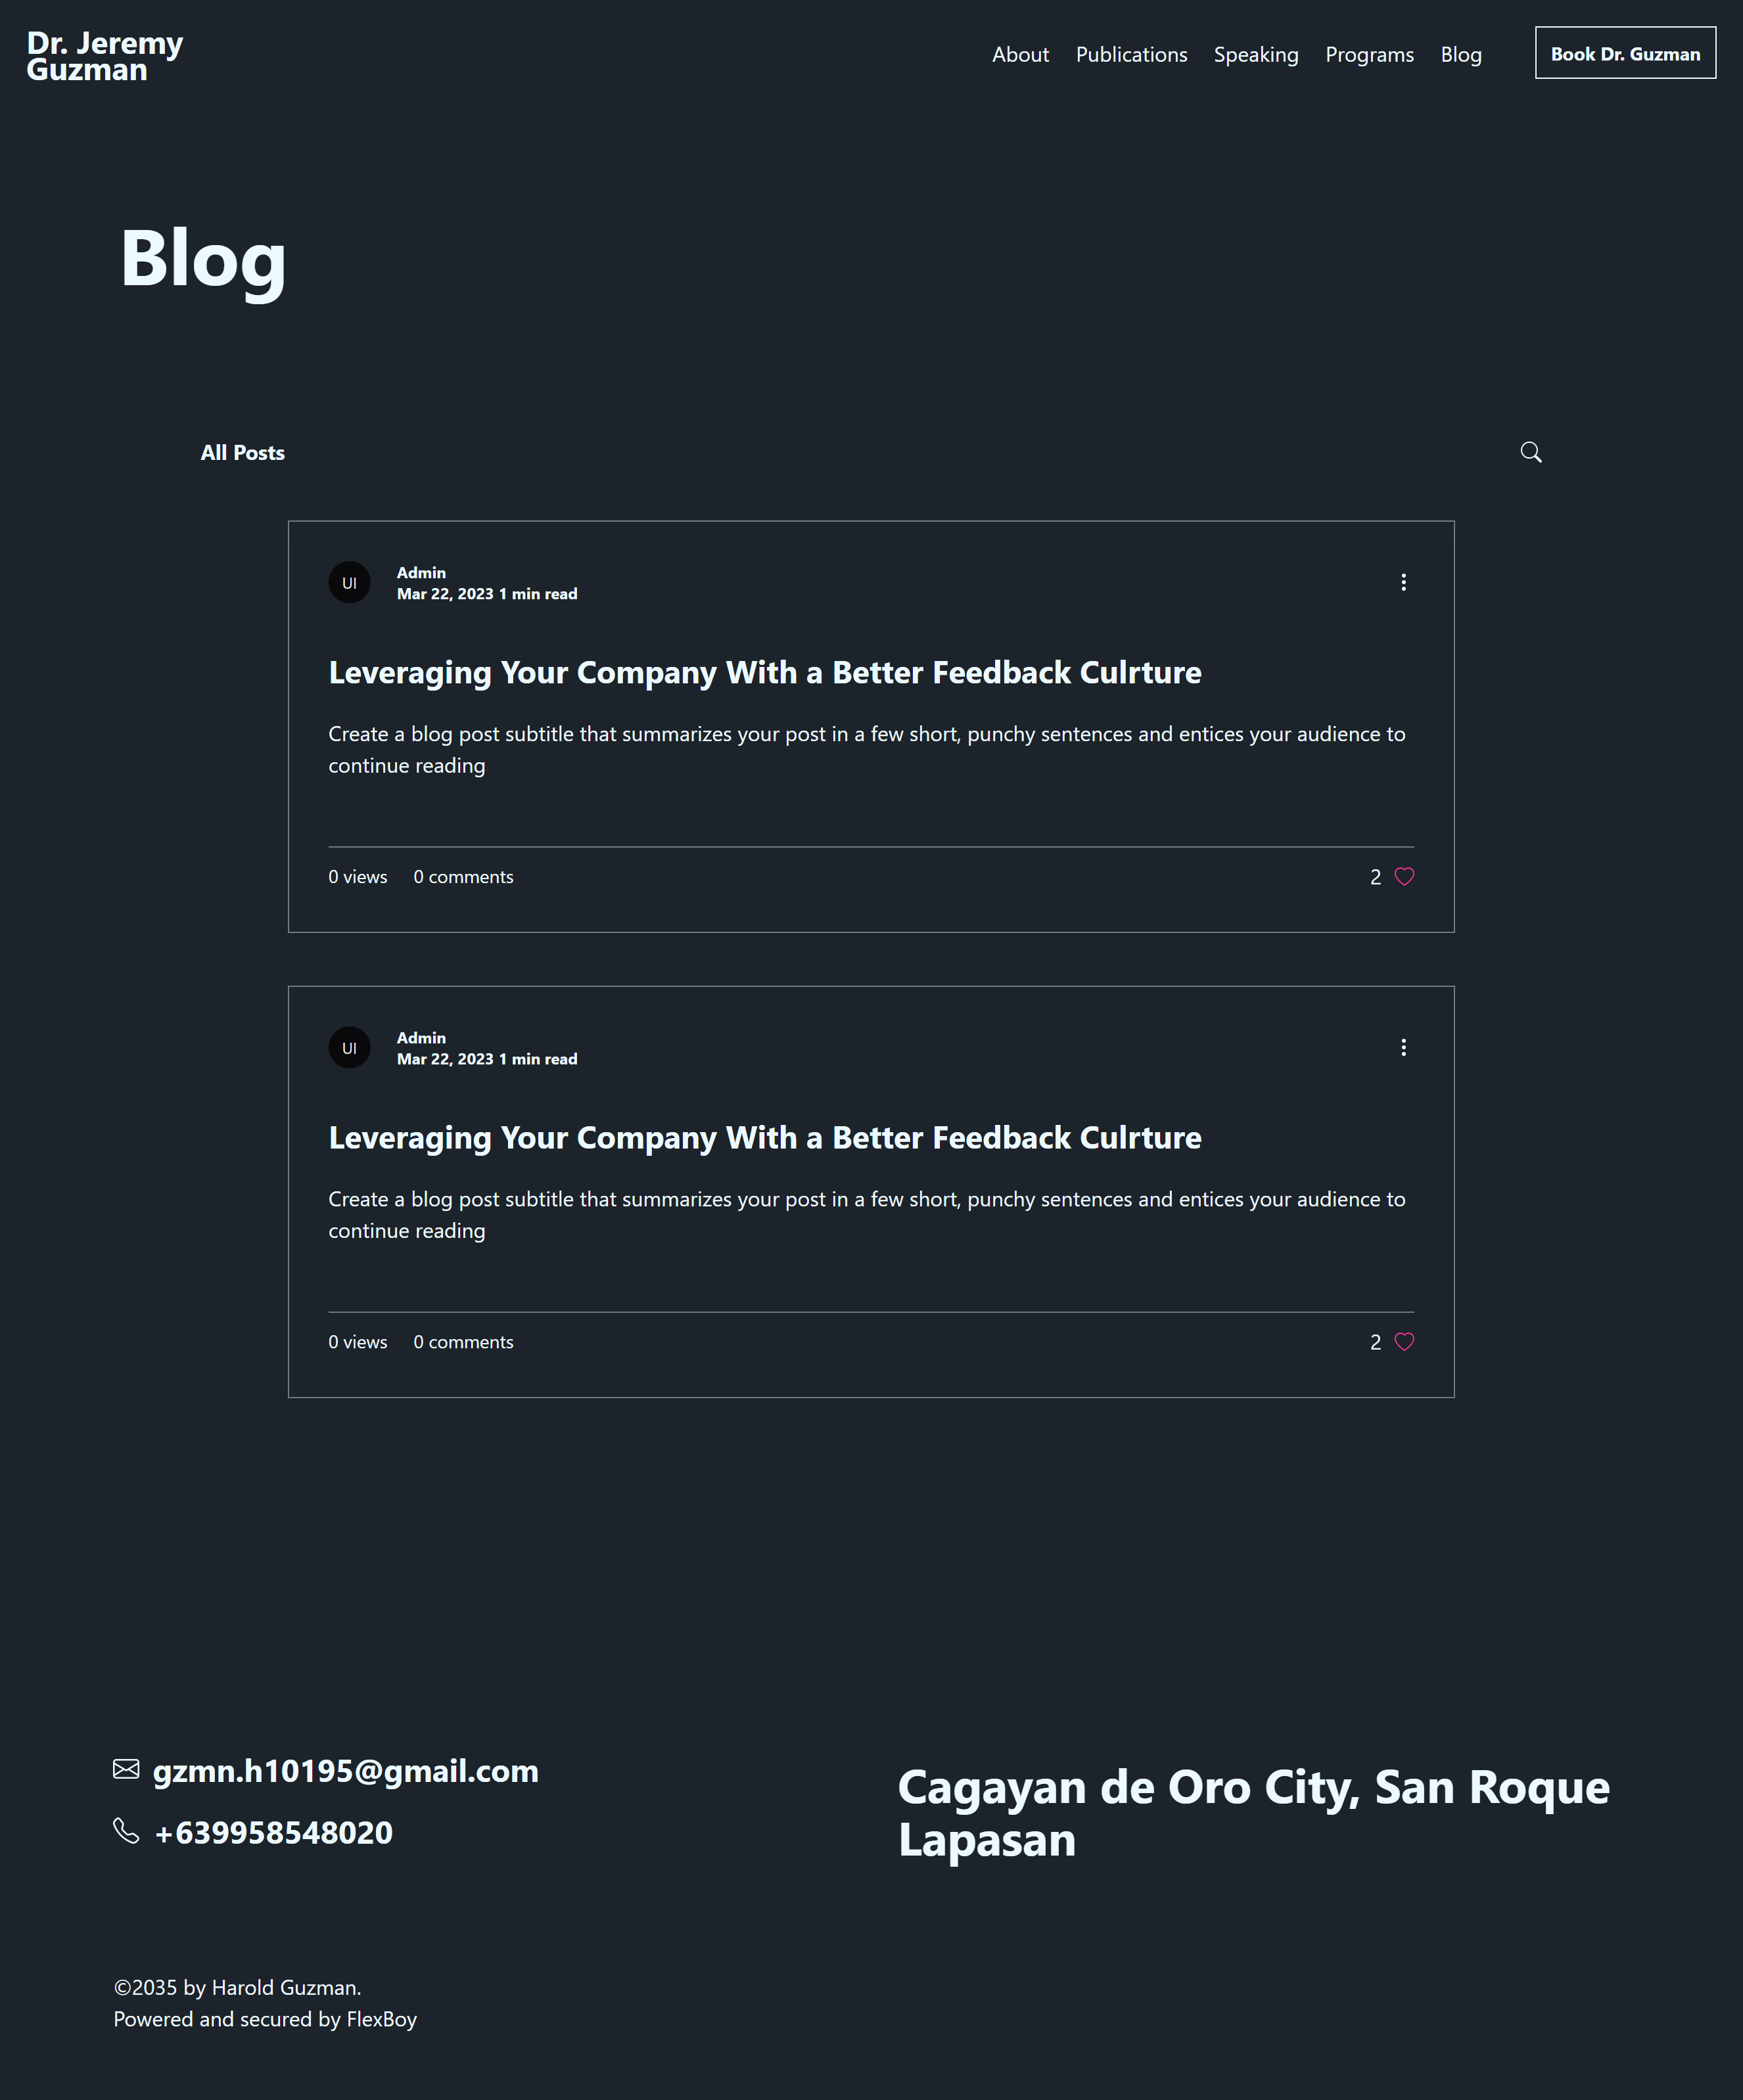 Dr. Jeremy
Guzman
About Publications Speaking Programs Blog
Book Dr. Guzman
Blog
All Posts
UI
Admin
Mar 22, 2023 1 min read
Leveraging Your Company With a Better Feedback Culrture
Create a blog post subtitle that summarizes your post in a few short, punchy sentences and entices your audience to
continue reading
0 views 0 comments
2
UI
Admin
Mar 22, 2023 1 min read
Leveraging Your Company With a Better Feedback Culrture
Create a blog post subtitle that summarizes your post in a few short, punchy sentences and entices your audience to
continue reading
0 views 0 comments
2
gzmn.h10195@gmail.com
+639958548020
Cagayan de Oro City, San Roque
Lapasan
©2035 by Harold Guzman.
Powered and secured by FlexBoy